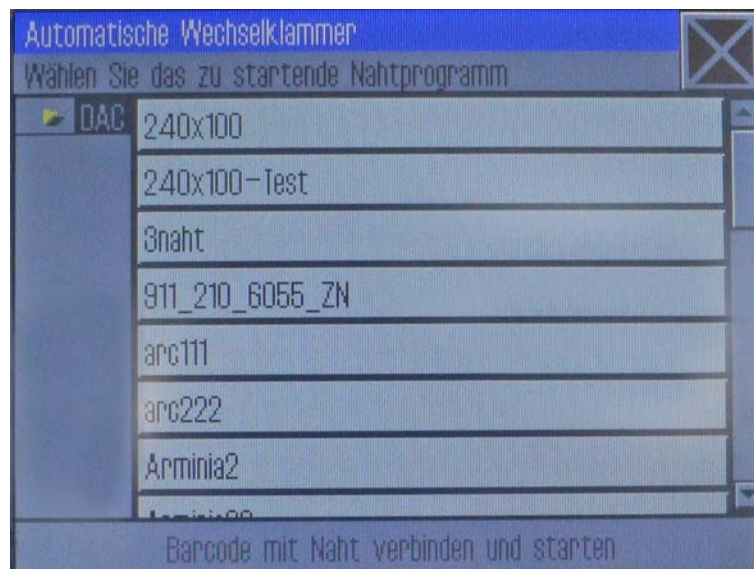 Automatische Wechselklammer
Wählen Sie das zu startende Nahtprogramm
DAC
240x100
240x100-Test
3naht
911_210_6055_ZN
arc111
arc222
Arminia2
Barcode mit Naht verbinden und starten